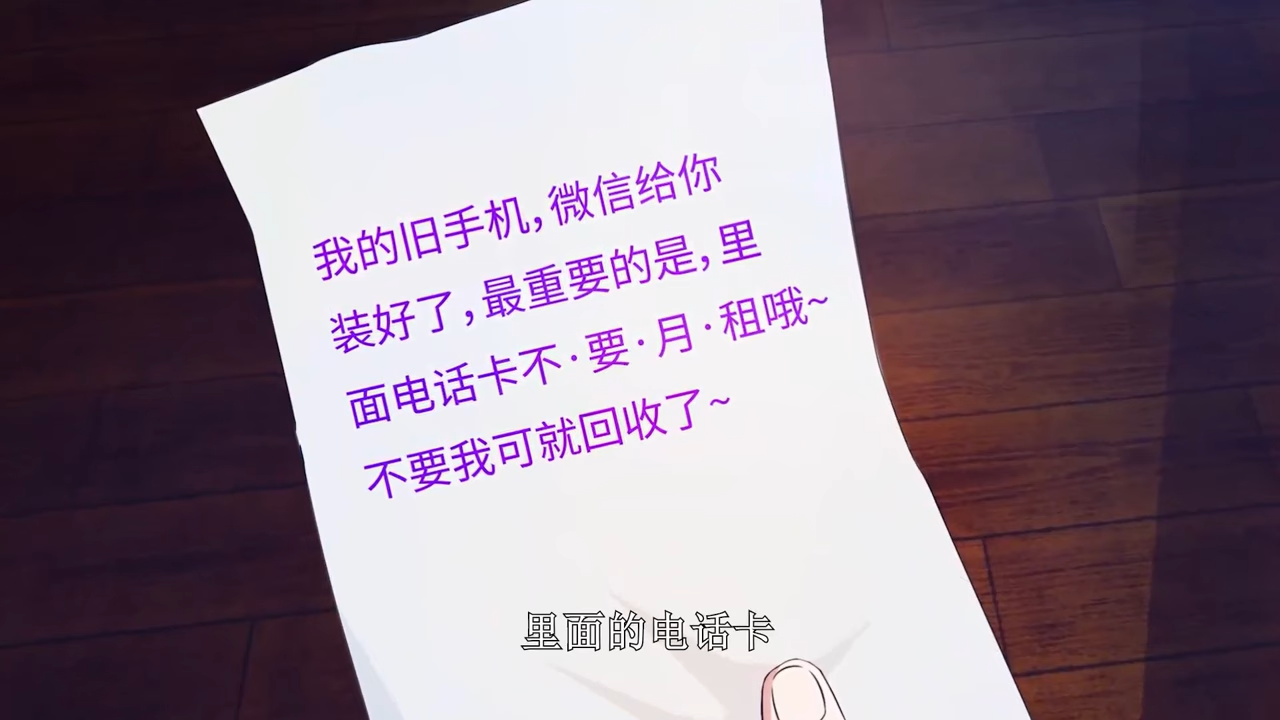 我的旧手机，微信给你
装好了，最重要的是，里
面电话卡不·要·月·租哦~
不要我可就回收了~
里面的电话卡